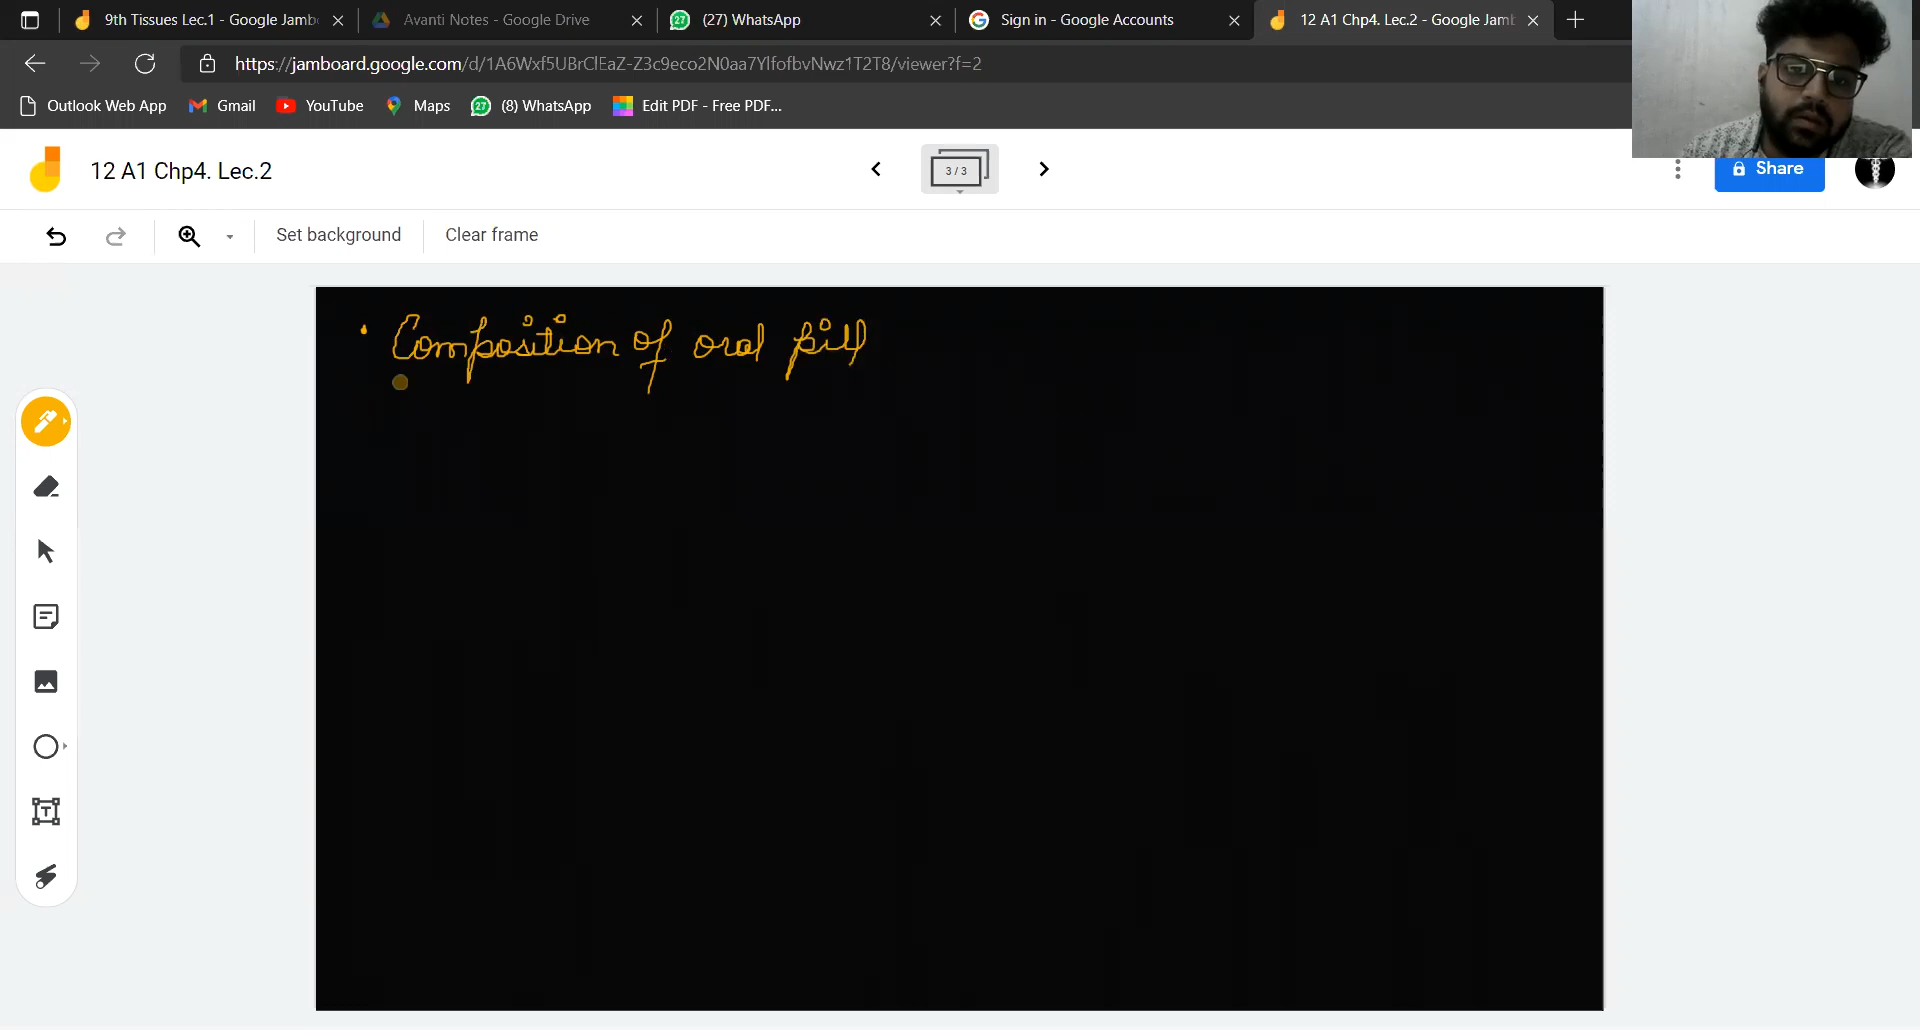 9th Tissues Lec.1 - Google Jamb
Avanti Notes - Google Drive
(27) WhatsApp
Sign in - Google Accounts
12 A1 Chp4. Lec.2 - Google Jamb
https://jamboard.google.com/d/1A6Wxf5UBrClEaZ-Z3c9eco2N0aa7YlfofbvNwz1T2T8/viewer?f=2
Outlook Web App
Gmail
YouTube
Maps
27
(8) WhatsApp
Edit PDF - Free PDF...
12 A1 Chp4. Lec.2
3 / 3
Share
Set background
Clear frame
• Composition of oral pill